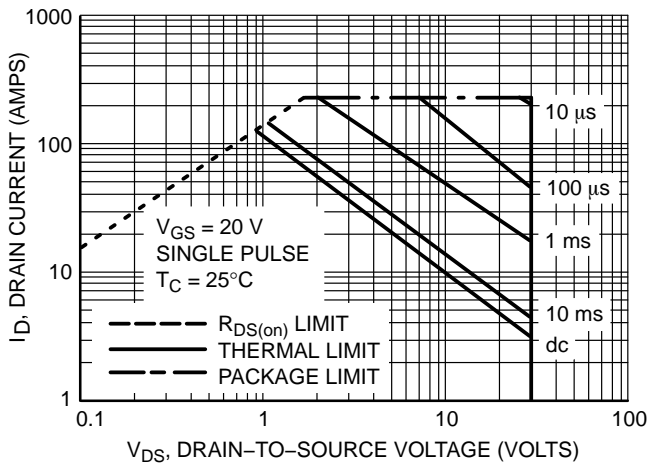 1000
100
10
1
I_D, DRAIN CURRENT (AMPS)
10 µs
100 µs
1 ms
10 ms
dc
V_GS = 20 V
SINGLE PULSE
T_C = 25°C
R_DS(on) LIMIT
THERMAL LIMIT
PACKAGE LIMIT
0.1 1 10 100
V_DS, DRAIN–TO–SOURCE VOLTAGE (VOLTS)